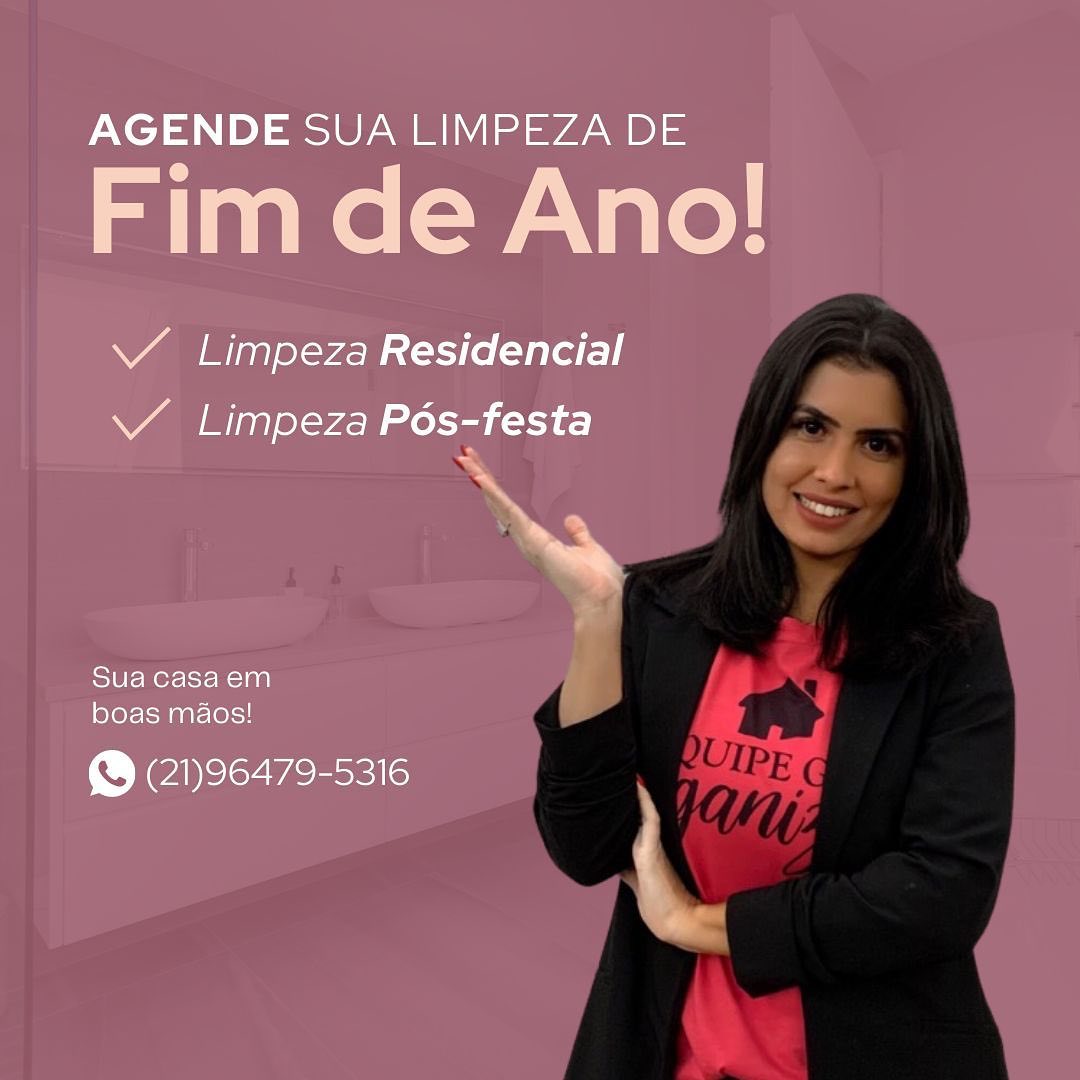 AGENDE SUA LIMPEZA DE
Fim de Ano!
Limpeza Residencial
Limpeza Pós-festa
Sua casa em
boas mãos!
(21)96479-5316